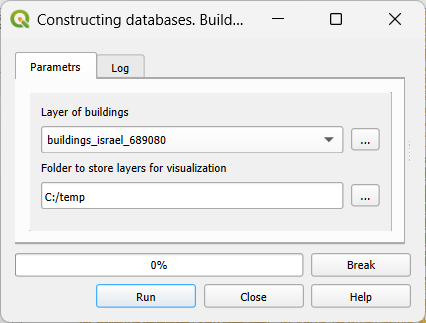 Constructing databases. Build...
Parametrs
Log
Layer of buildings
buildings_israel_689080
...
Folder to store layers for visualization
C:/temp
...
0%
Break
Run
Close
Help